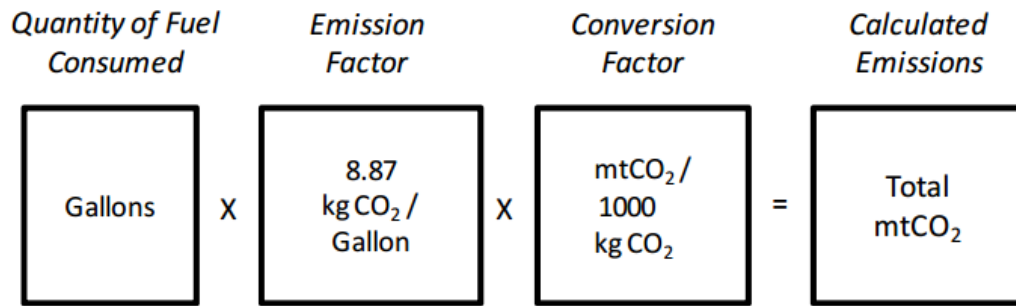 Quantity of Fuel
Consumed
Emission
Factor
Conversion
Factor
Calculated
Emissions
Gallons
X
8.87
kg CO₂ /
Gallon
X
mtCO₂ /
1000
kg CO₂
=
Total
mtCO₂